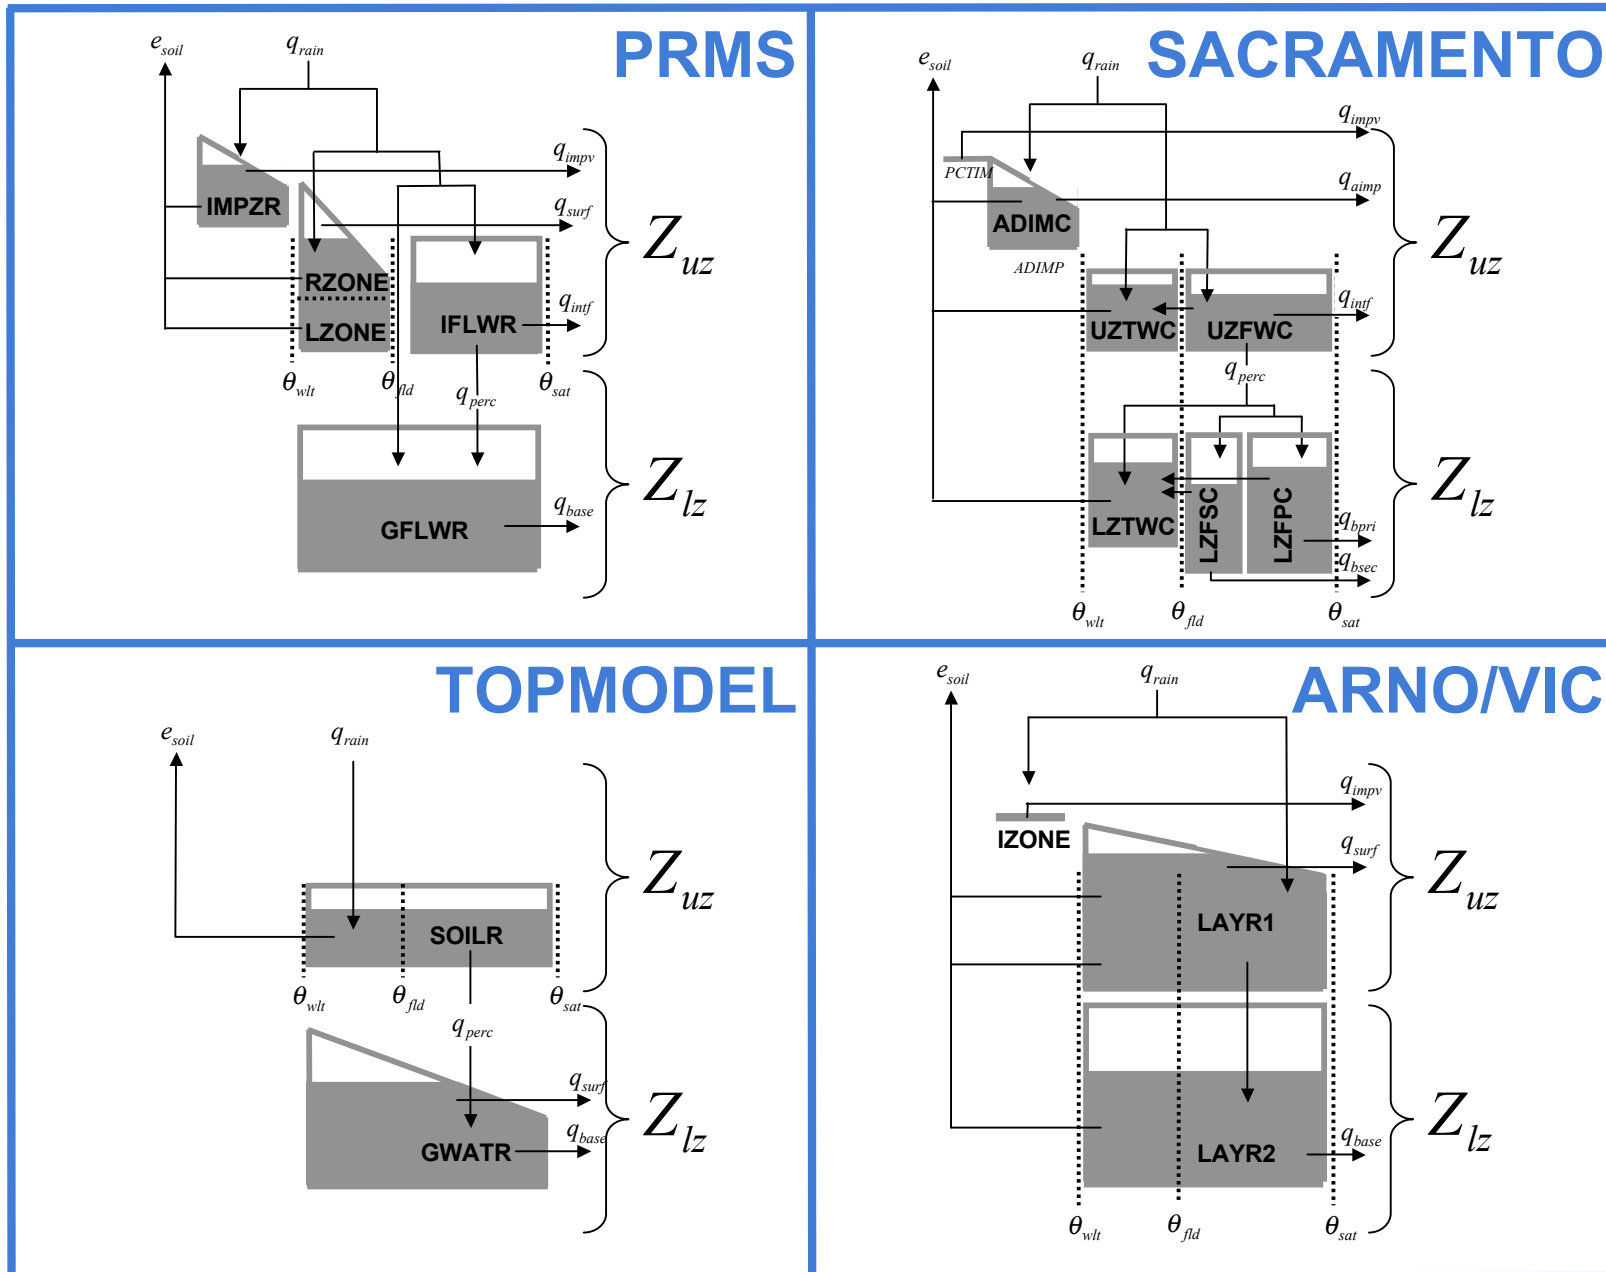 PRMS
e_soil
q_rain
q_impv
IMPZR
q_surf
Z_uz
RZONE
q_intf
LZONE
IFLWR
θ_wlt
θ_fld
θ_sat
q_perc
Z_lz
q_base
GFLWR
SACRAMENTO
e_soil
q_rain
q_impv
PCTIM
q_aimp
ADIMC
Z_uz
ADIMP
q_intf
UZTWC
UZFWC
q_perc
Z_lz
LZTWC
LZFSC
LZFPC
q_bpri
q_bsec
θ_wlt
θ_fld
θ_sat
TOPMODEL
e_soil
q_rain
Z_uz
SOILR
θ_wlt
θ_fld
θ_sat
q_perc
q_surf
Z_lz
q_base
GWATR
ARNO/VIC
e_soil
q_rain
q_impv
IZONE
q_surf
Z_uz
LAYR1
Z_lz
q_base
LAYR2
θ_wlt
θ_fld
θ_sat